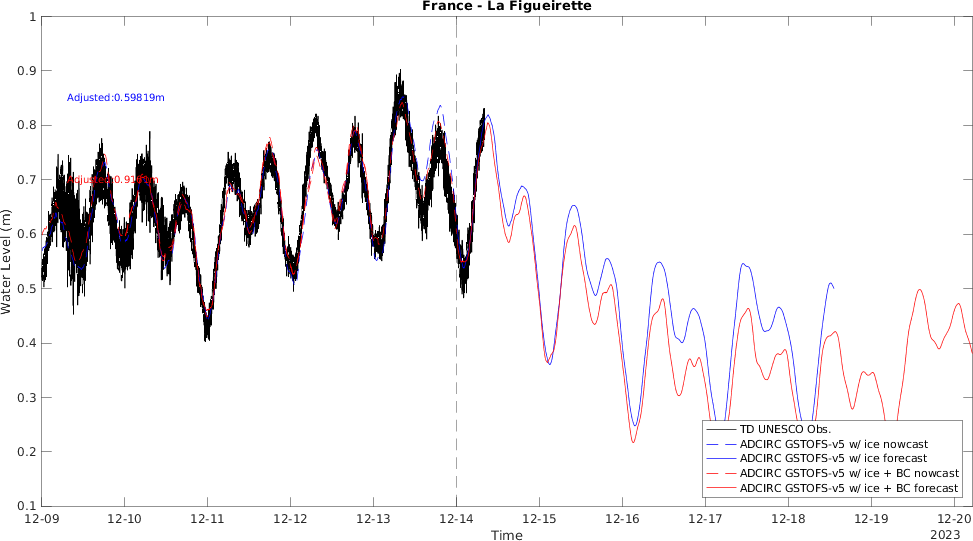 France - La Figueirette
1
0.9
0.8
0.7
0.6
0.5
0.4
0.3
0.2
0.1
Water Level (m)
Adjusted:0.59819m
12-09
12-10
12-11
12-12
12-13
12-14
12-15
12-16
12-17
12-18
12-19
12-20
2023
Time
TD UNESCO Obs.
ADCIRC GSTOFS-v5 w/ ice nowcast
ADCIRC GSTOFS-v5 w/ ice forecast
ADCIRC GSTOFS-v5 w/ ice + BC nowcast
ADCIRC GSTOFS-v5 w/ ice + BC forecast